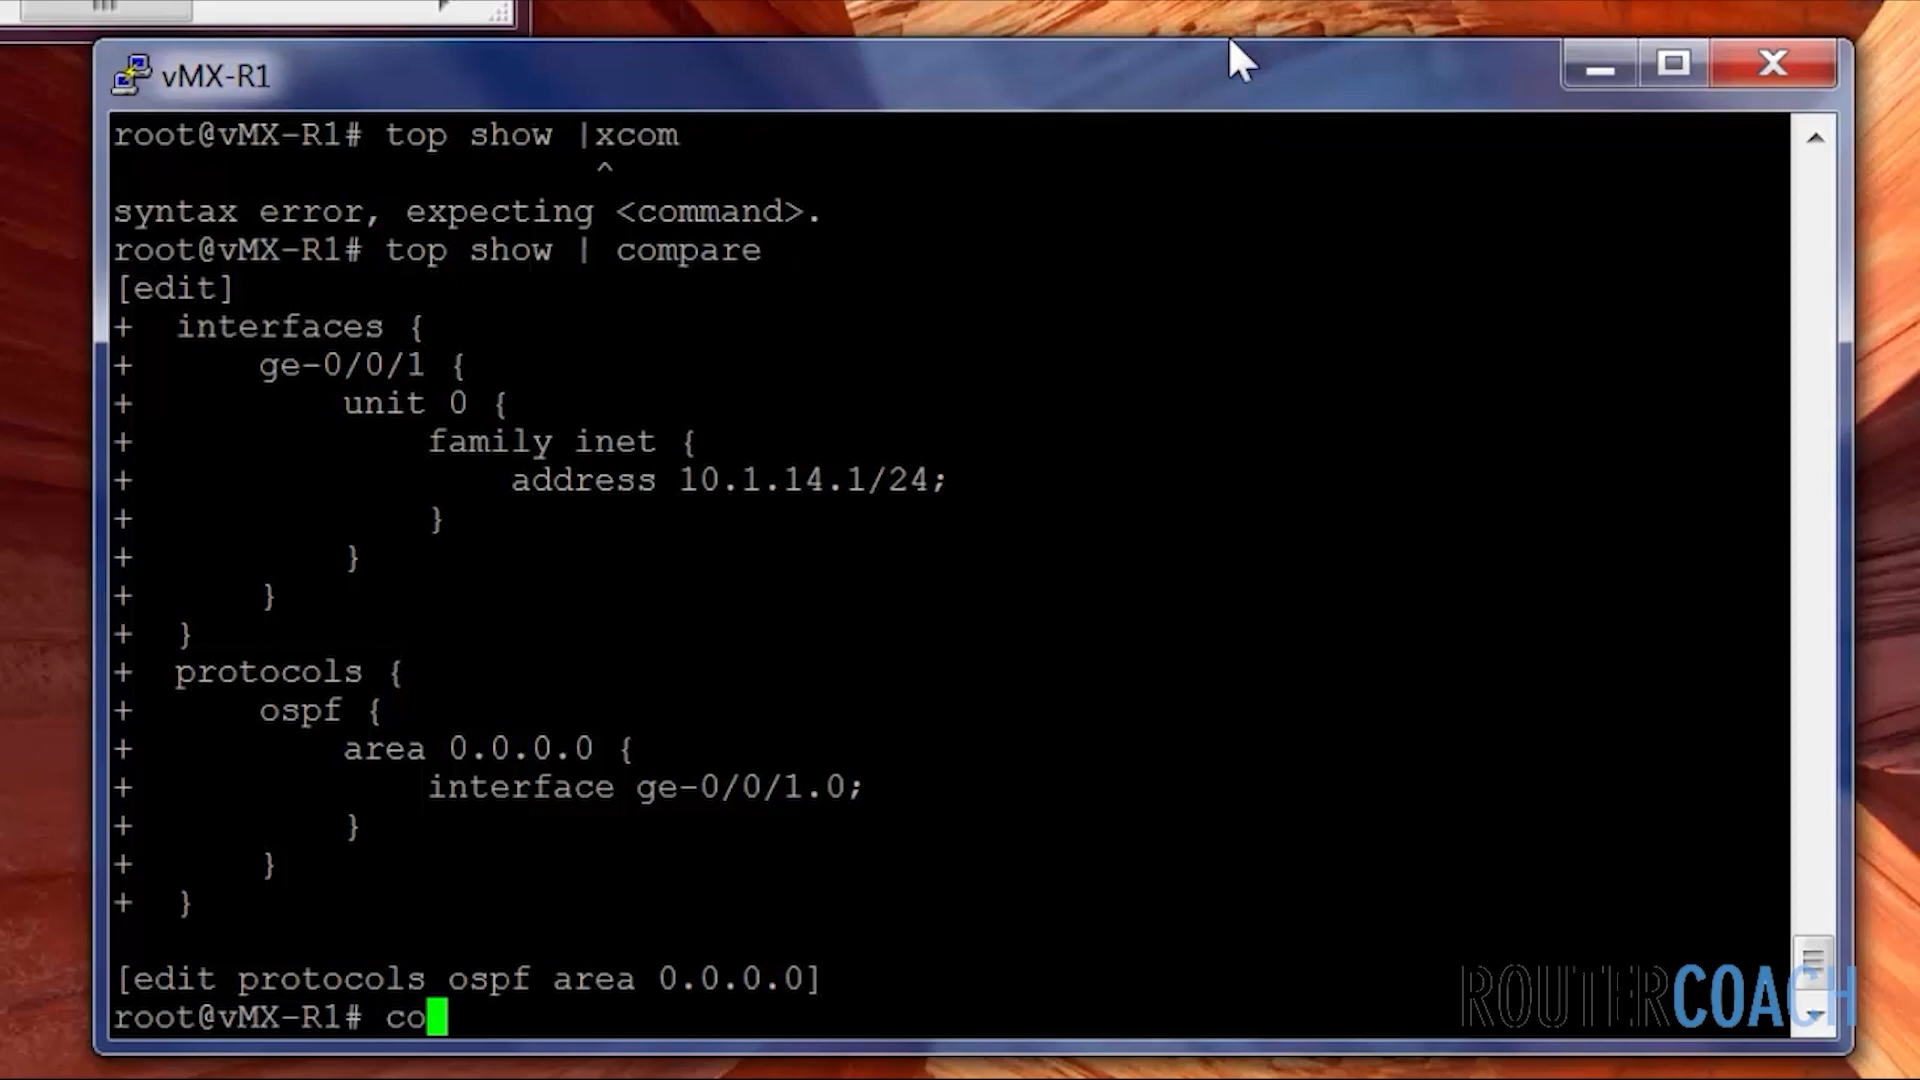 vMX-R1
root@vMX-R1# top show |xcom
^
syntax error, expecting <command>.
root@vMX-R1# top show | compare
[edit]
+  interfaces {
+      ge-0/0/1 {
+          unit 0 {
+              family inet {
+                  address 10.1.14.1/24;
+              }
+          }
+      }
+  }
+  protocols {
+      ospf {
+          area 0.0.0.0 {
+              interface ge-0/0/1.0;
+          }
+      }
+  }
[edit protocols ospf area 0.0.0.0]
root@vMX-R1# co
ROUTERCOACH